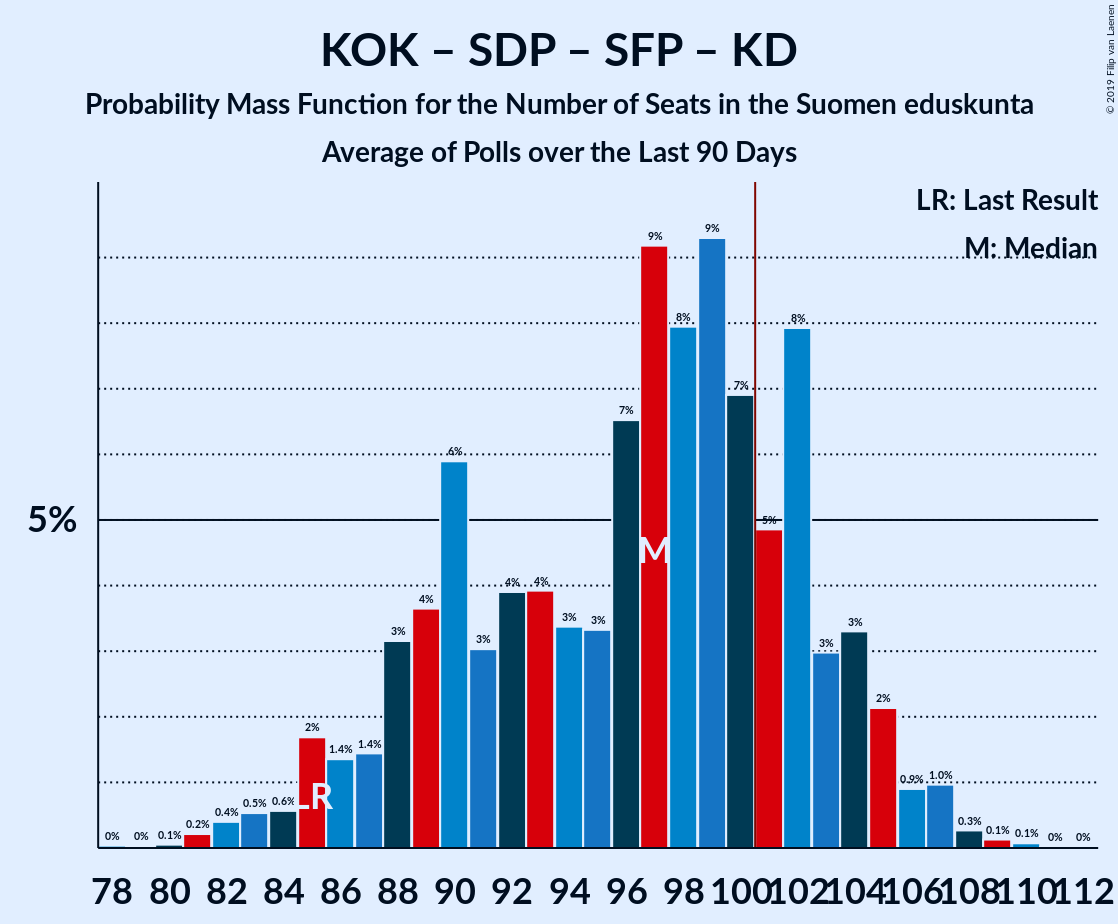 KOK – SDP – SFP – KD
Probability Mass Function for the Number of Seats in the Suomen eduskunta
Average of Polls over the Last 90 Days
© 2019 Filip van Laenen
LR: Last Result
M: Median
5%
0% 0% 0.1% 0.2% 0.4% 0.5% 0.6% 2% 1.4% 1.4% 3% 4% 6% 3% 4% 4% 3% 3% 7% 9% 8% 9% 7% 5% 8% 3% 3% 2% 0.9% 1.0% 0.3% 0.1% 0.1% 0% 0%
LR
M
78 80 82 84 86 88 90 92 94 96 98 100 102 104 106 108 110 112